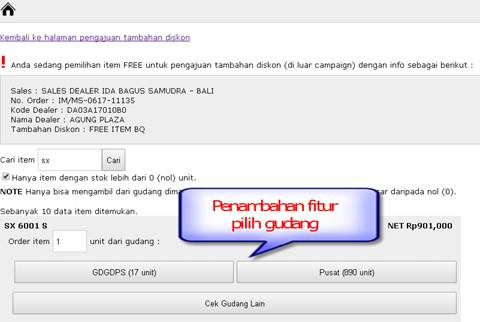 Kembali ke halaman pengajuan tambahan diskon
! Anda sedang pemilihan item FREE untuk pengajuan tambahan diskon (di luar campaign) dengan info sebagai berikut :
Sales : SALES DEALER IDA BAGUS SAMUDRA - BALI
No. Order : IM/MS-0617-11135
Kode Dealer : DA03A17010B0
Nama Dealer : AGUNG PLAZA
Tambahan Diskon : FREE ITEM BQ
Cari item sx Cari
Hanya item dengan stok lebih dari 0 (nol) unit.
NOTE Hanya bisa mengambil dari gudang daripada nol (0).
Penambahan fitur
pilih gudang
Sebanyak 10 data item ditemukan.
SX 6001 S NET Rp901,000
Order item 1 unit dari gudang :
GDGDPS (17 unit) Pusat (890 unit)
Cek Gudang Lain